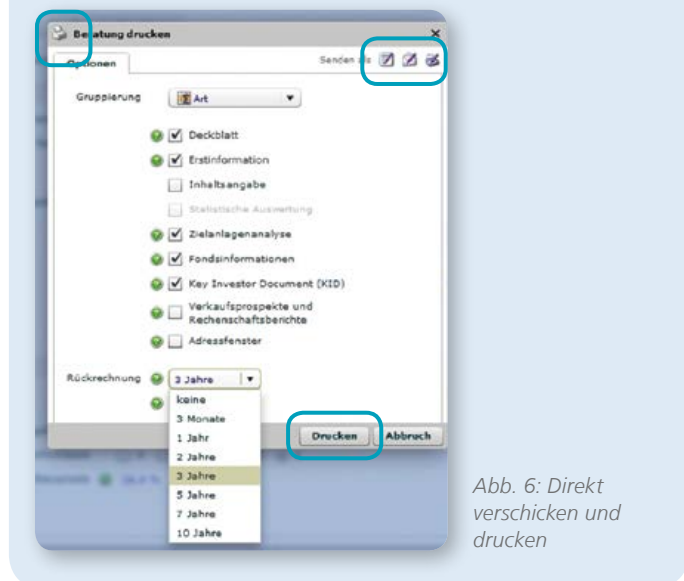 Beratung drucken
Optionen
Senden als
Gruppierung
Art
Deckblatt
Erstinformation
Inhaltsangabe
Statistische Auswertung
Zielanlagenanalyse
Fondsinformationen
Key Investor Document (KID)
Verkaufsprospekte und
Rechenschaftsberichte
Adressfenster
Rückrechnung
3 Jahre
keine
3 Monate
1 Jahr
2 Jahre
3 Jahre
5 Jahre
7 Jahre
10 Jahre
Drucken
Abbruch
Abb. 6: Direkt
verschicken und
drucken